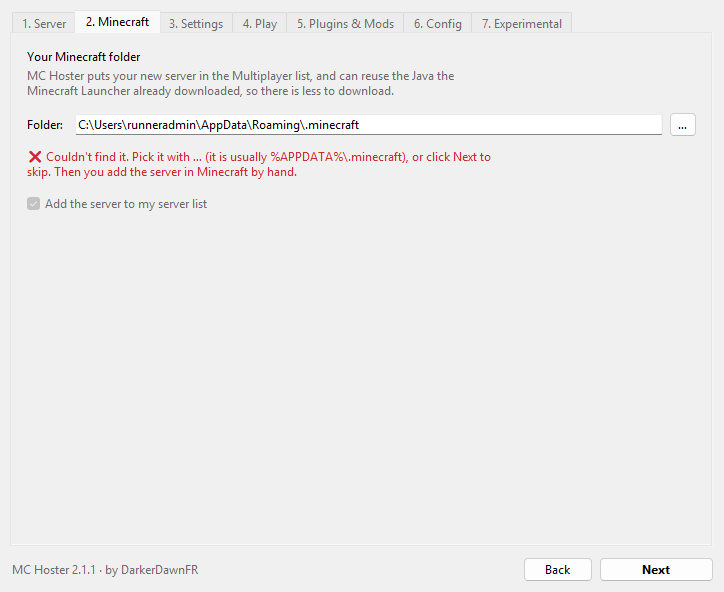 1. Server
2. Minecraft
3. Settings
4. Play
5. Plugins & Mods
6. Config
7. Experimental
Your Minecraft folder
MC Hoster puts your new server in the Multiplayer list, and can reuse the Java the
Minecraft Launcher already downloaded, so there is less to download.
Folder: C:\Users\runneradmin\AppData\Roaming\.minecraft ...
❌ Couldn't find it. Pick it with ... (it is usually %APPDATA%\.minecraft), or click Next to
skip. Then you add the server in Minecraft by hand.
Add the server to my server list
MC Hoster 2.1.1 · by DarkerDawnFR
Back
Next